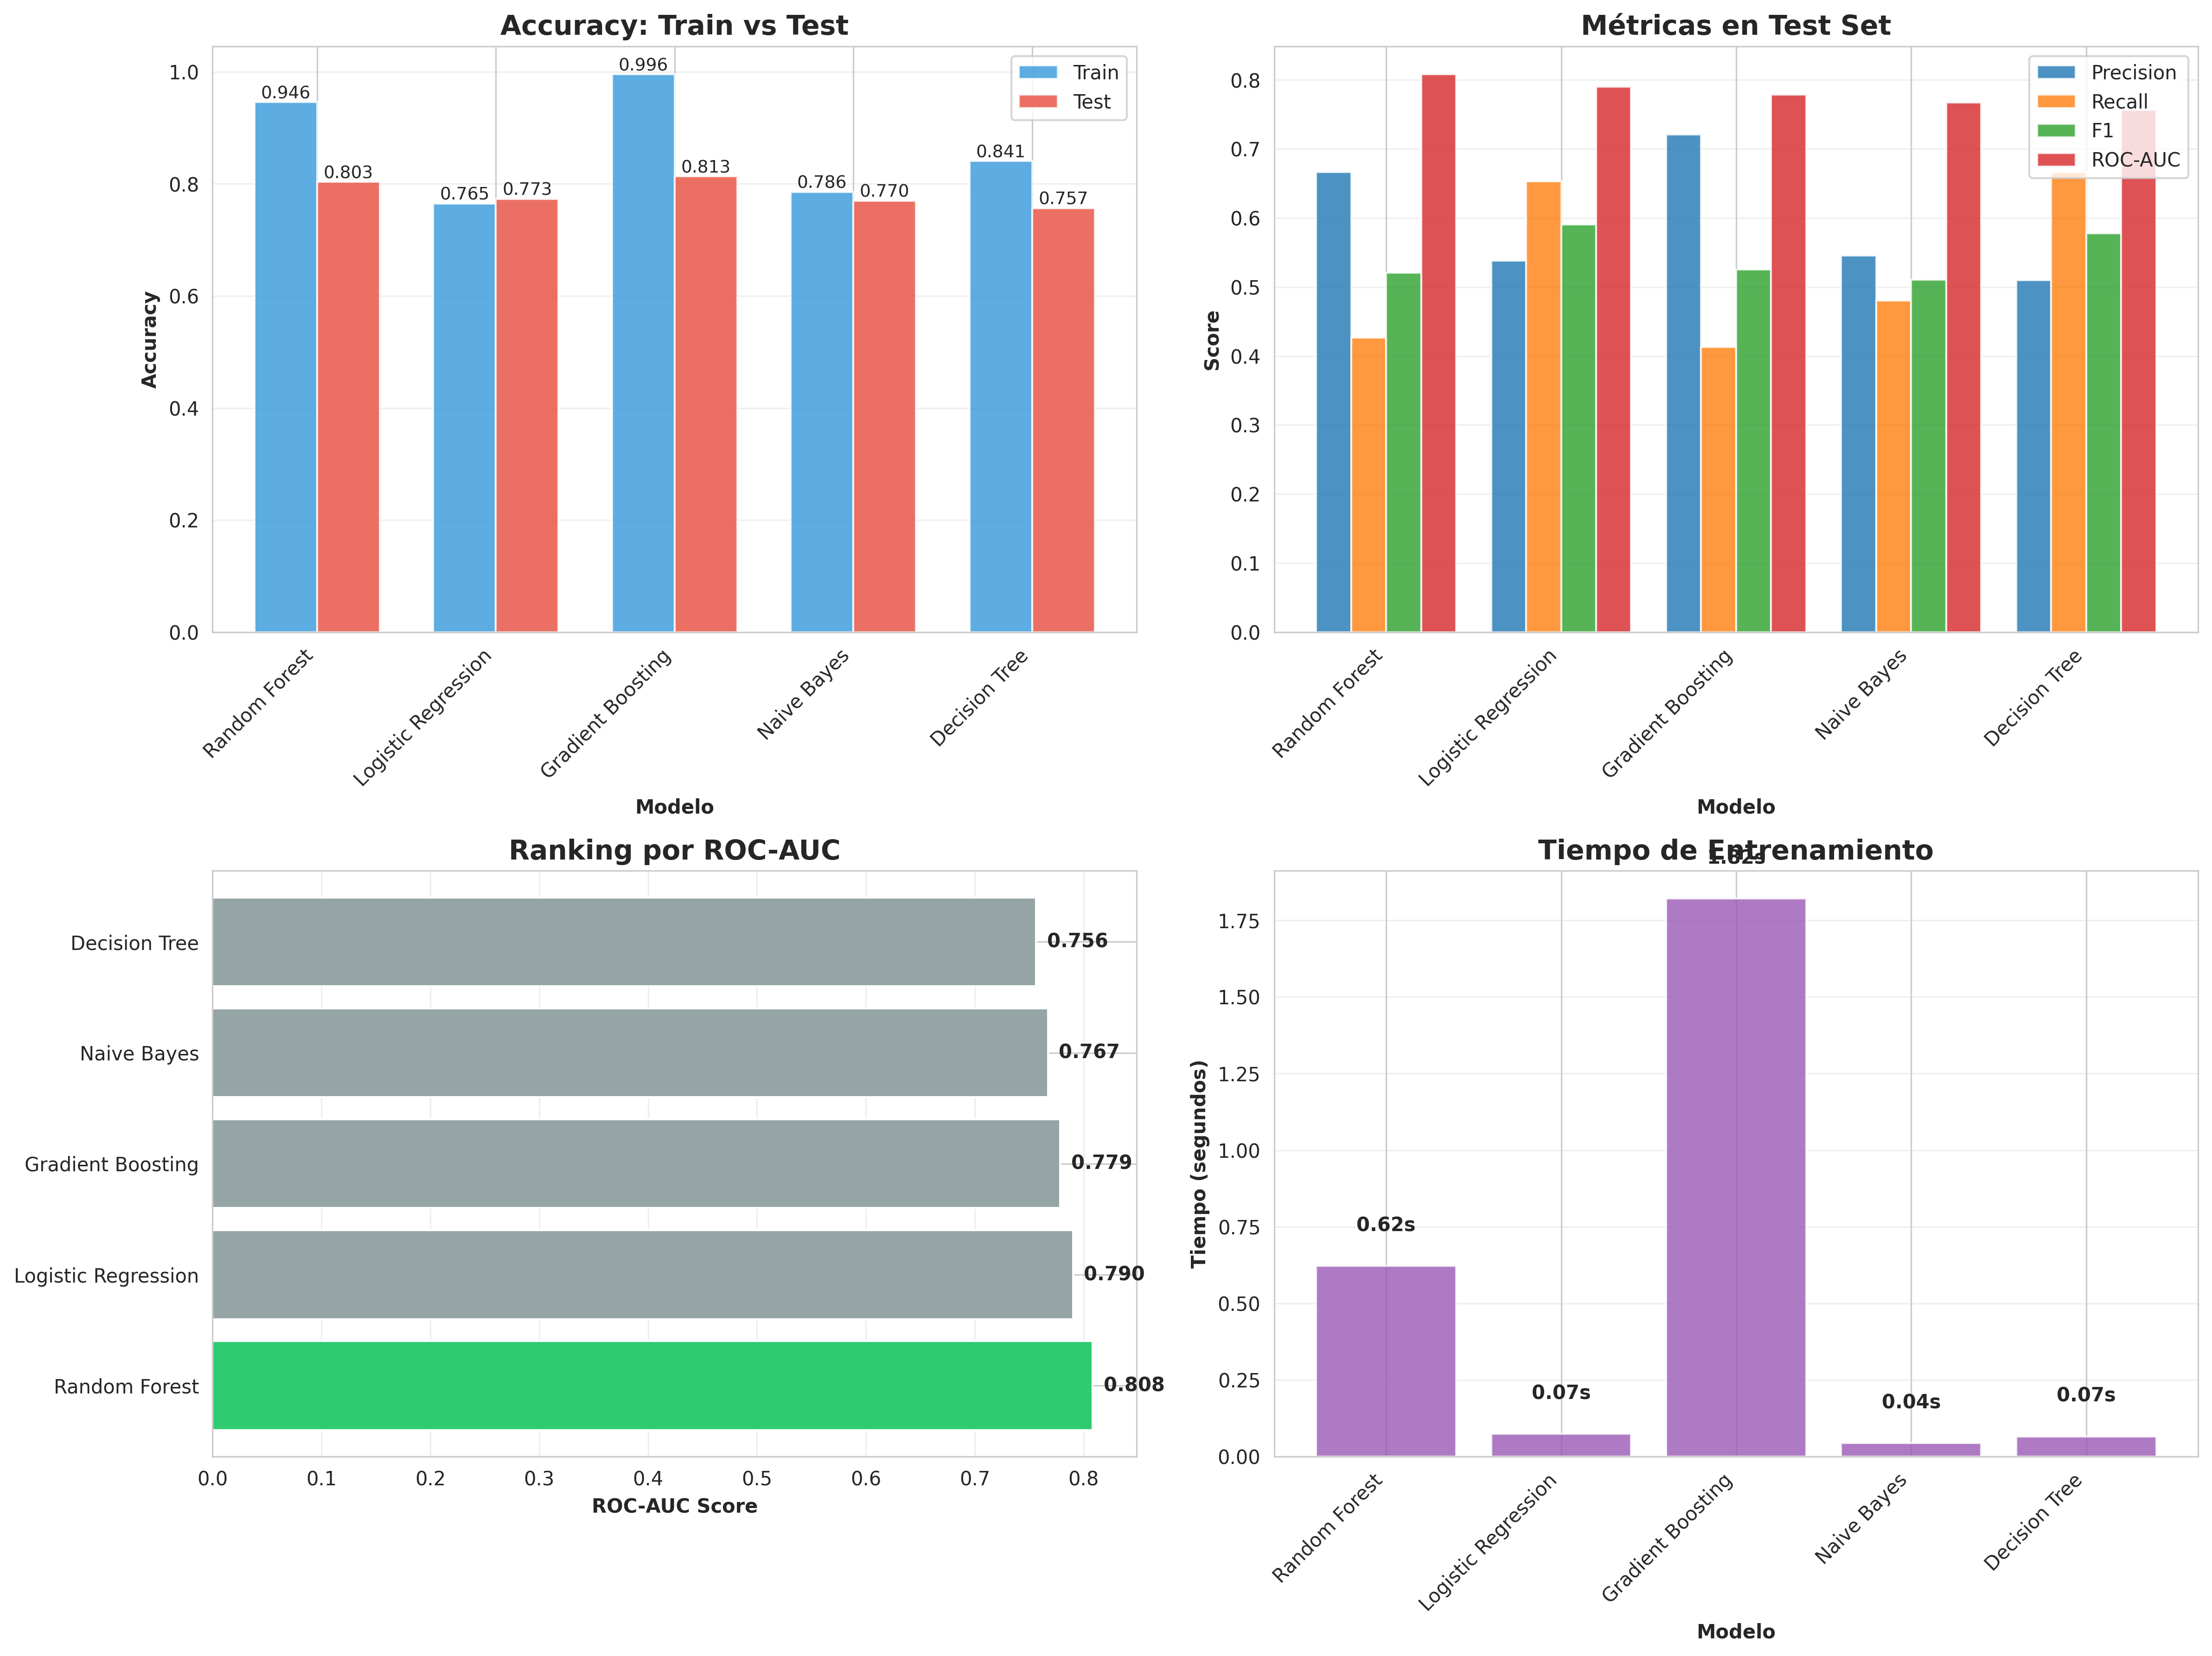 Accuracy: Train vs Test
Train
Test
0.946
0.803
0.765
0.773
0.996
0.813
0.786
0.770
0.841
0.757
1.0
0.8
0.6
0.4
0.2
0.0
Accuracy
Random Forest
Logistic Regression
Gradient Boosting
Naive Bayes
Decision Tree
Modelo
Métricas en Test Set
Precision
Recall
F1
ROC-AUC
0.8
0.7
0.6
0.5
0.4
0.3
0.2
0.1
0.0
Score
Random Forest
Logistic Regression
Gradient Boosting
Naive Bayes
Decision Tree
Modelo
Ranking por ROC-AUC
Decision Tree
0.756
Naive Bayes
0.767
Gradient Boosting
0.779
Logistic Regression
0.790
Random Forest
0.808
0.0
0.1
0.2
0.3
0.4
0.5
0.6
0.7
0.8
ROC-AUC Score
Tiempo de Entrenamiento
1.82s
1.75
1.50
1.25
1.00
0.75
0.50
0.25
0.00
Tiempo (segundos)
0.62s
0.07s
0.04s
0.07s
Random Forest
Logistic Regression
Gradient Boosting
Naive Bayes
Decision Tree
Modelo